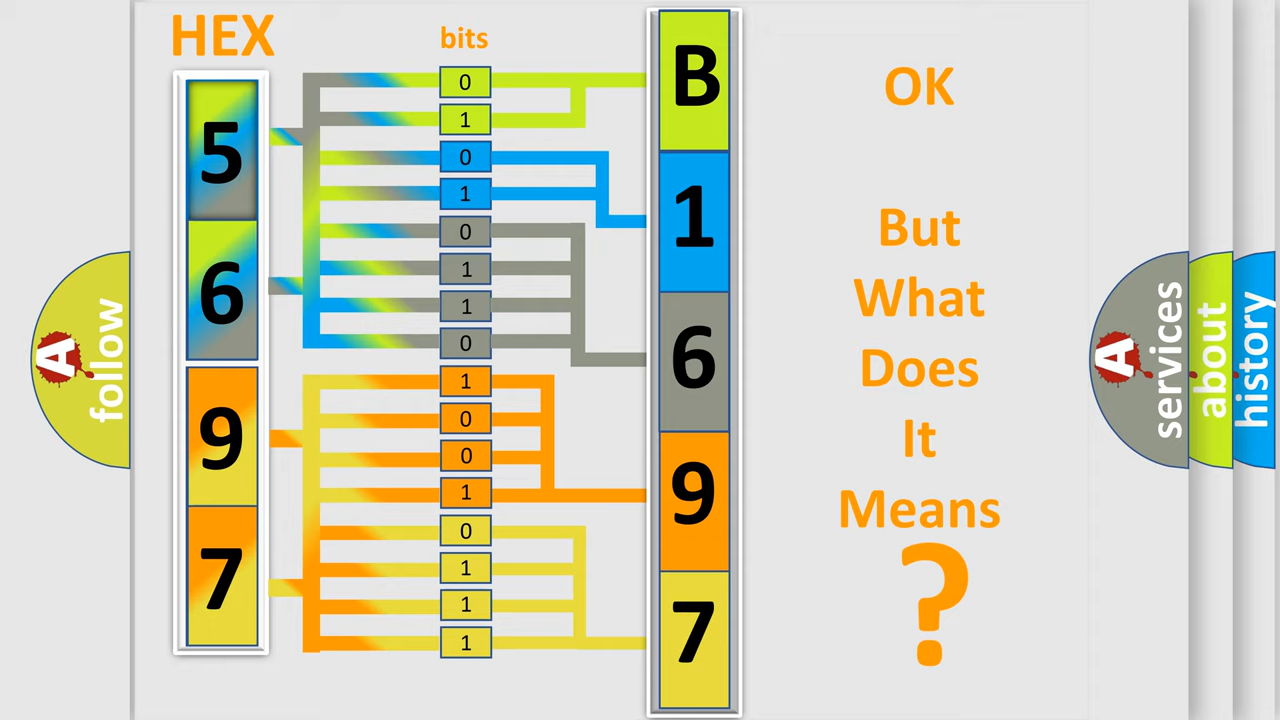 HEX
bits
5
6
9
7
0
1
0
1
0
1
1
0
1
0
0
1
0
1
1
1
B
1
6
9
7
OK
But
What
Does
It
Means
?
A
follow
A
services
about
history